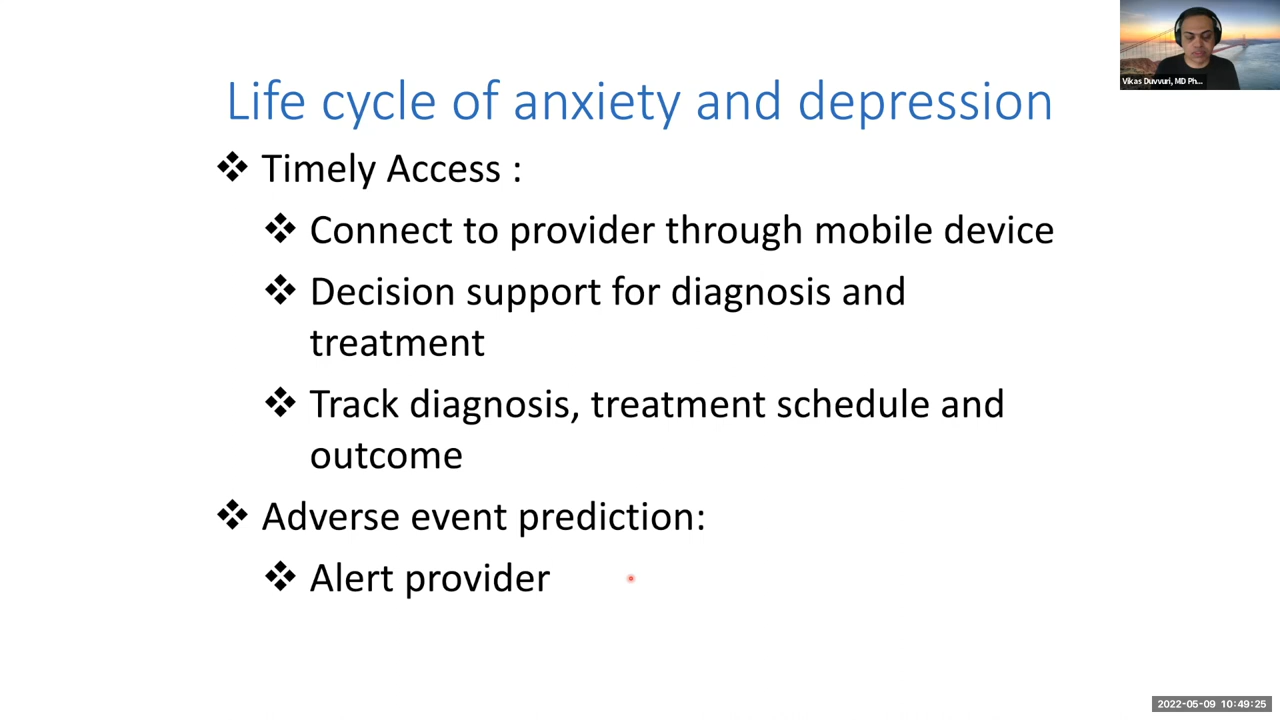 Life cycle of anxiety and depression
❖ Timely Access :
❖ Connect to provider through mobile device
❖ Decision support for diagnosis and
treatment
❖ Track diagnosis, treatment schedule and
outcome
❖ Adverse event prediction:
❖ Alert provider
Vikas Duvvuri, MD Ph...
2022-05-09 10:49:25